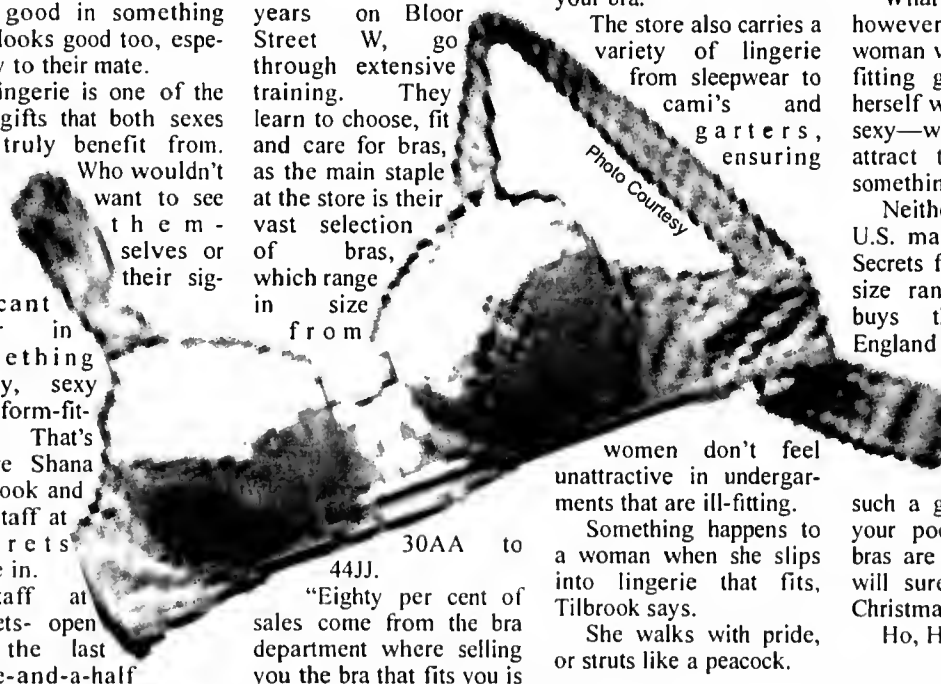 good in something
looks good too, espe-
y to their mate.
ingerie is one of the
gifts that both sexes
truly benefit from.
Who wouldn't
want to see
them-
selves or
their sig-
cant
in
ething
y, sexy
form-fit-
That's
e Shana
ook and
taff at
rets
e in.
taff at
ets- open
the last
e-and-a-half
years on Bloor
Street W, go
through extensive
training. They
learn to choose, fit
and care for bras,
as the main staple
at the store is their
vast selection
of bras,
which range
in size
from
30AA to
44JJ.
"Eighty per cent of
sales come from the bra
department where selling
you the bra that fits you is
your bra.
The store also carries a
variety of lingerie
from sleepwear to
cami's and
garters,
ensuring
Photo Courtesy
women don't feel
unattractive in undergar-
ments that are ill-fitting.
Something happens to
a woman when she slips
into lingerie that fits,
Tilbrook says.
She walks with pride,
or struts like a peacock.
What
however
woman w
fitting g
herself w
sexy—w
attract t
somethin
Neithe
U.S. ma
Secrets f
size ran
buys th
England
such a g
your poc
bras are
will sure
Christma
Ho, H